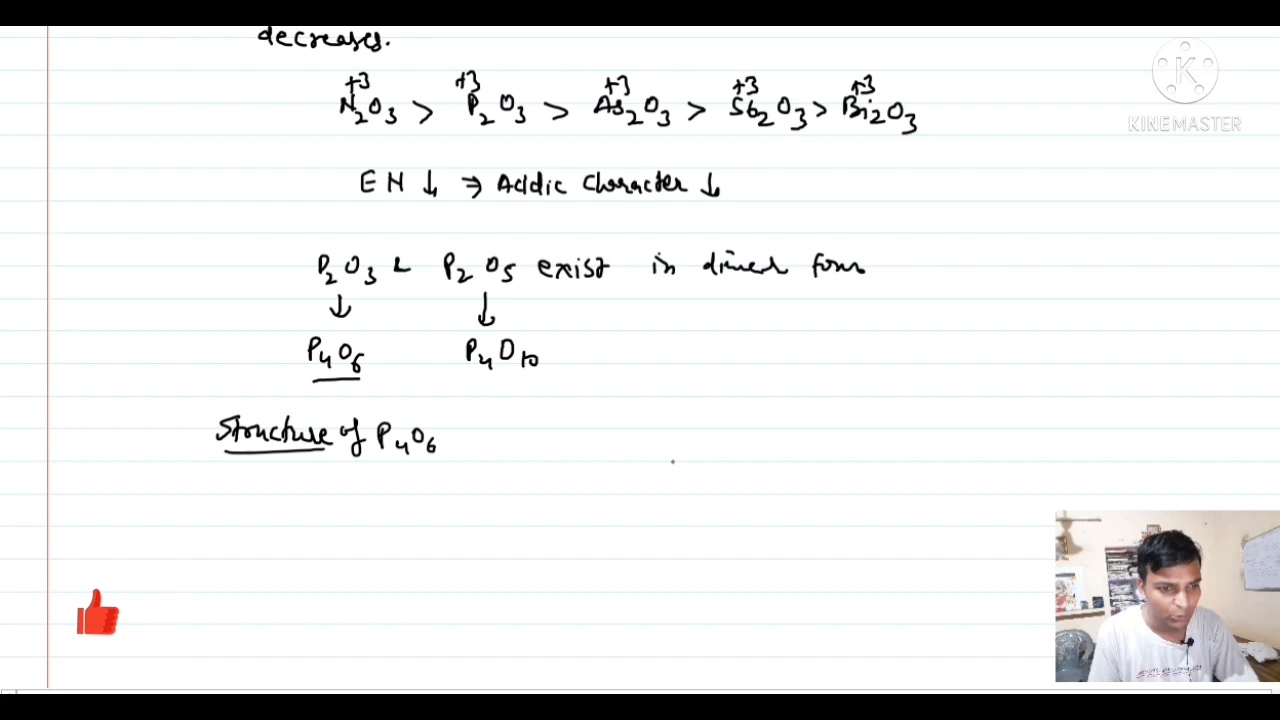 decreases.
+3 +3 +3 +3 +3
N2O3 > P2O3 > As2O3 > Sb2O3 > Bi2O3
EN ↓ ⇒ Acidic Character ↓
P2O3 & P2O5 exist in dimer form
↓ ↓
P4O6 P4O10
Structure of P4O6
K
KINEMASTER